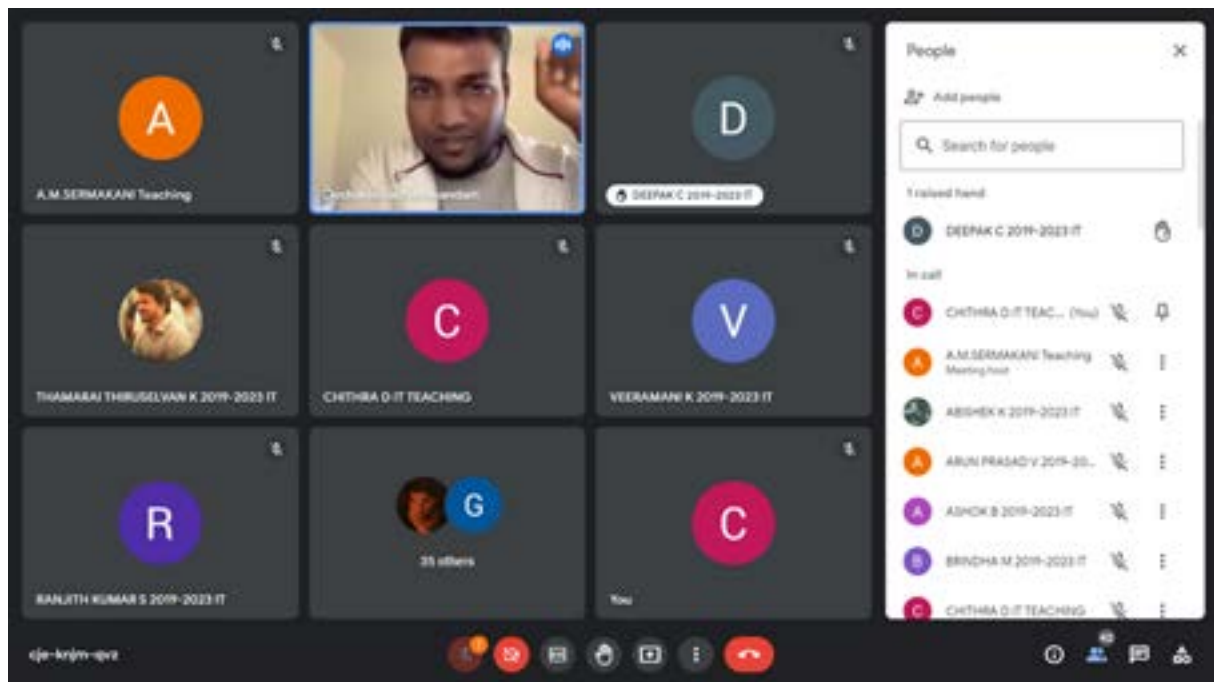 A
A.M.SERMAKANI Teaching
D
DEEPAK C 2019-2023 IT
THAMARAI THIRUSELVAN K 2019-2023 IT
C
CHITHRA D IT TEACHING
V
VEERAMANI K 2019-2023 IT
R
RANJITH KUMAR S 2019-2023 IT
G
35 others
C
You
People
Add people
Search for people
1 raised hand
D
DEEPAK C 2019-2023 IT
In call
C
CHITHRA D IT TEAC... (You)
A
A.M.SERMAKANI Teaching
Meeting host
ABISHEK K 2019-2023 IT
A
ARUN PRASAD V 2019-20...
A
ASHOK B 2019-2023 IT
B
BRINDHA M 2019-2023 IT
C
CHITHRA D IT TEACHING
cje-knjm-qvz
43